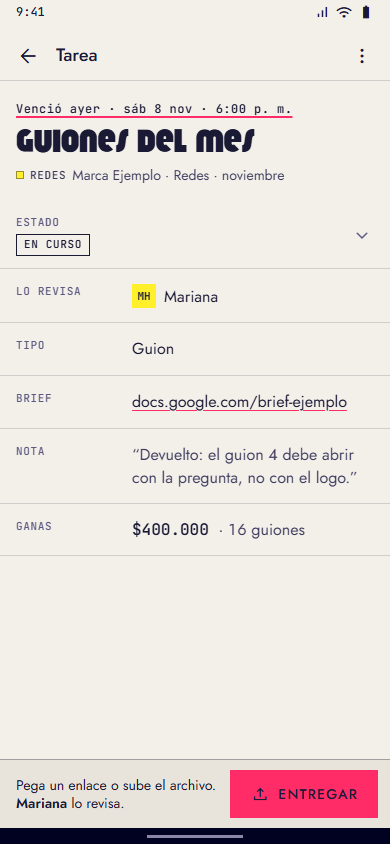 9:41
Tarea
Venció ayer · sáb 8 nov · 6:00 p. m.
GUIONES DEL MES
REDES Marca Ejemplo · Redes · noviembre
ESTADO
EN CURSO
LO REVISA MH Mariana
TIPO Guion
BRIEF docs.google.com/brief-ejemplo
NOTA “Devuelto: el guion 4 debe abrir
con la pregunta, no con el logo.”
GANAS $400.000 · 16 guiones
Pega un enlace o sube el archivo.
Mariana lo revisa.
ENTREGAR